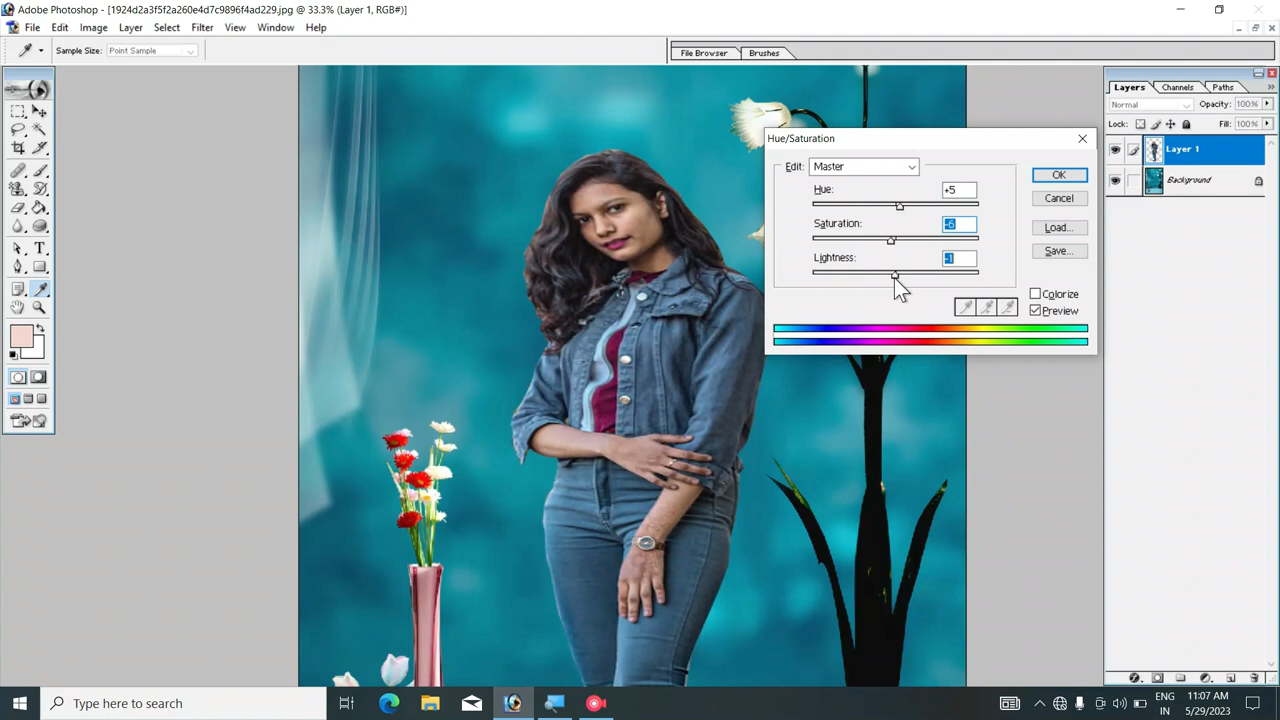 Adobe Photoshop - [1924d2a3f5f2a260e4d7c9896f4ad229.jpg @ 33.3% (Layer 1, RGB#)]
File Edit Image Layer Select Filter View Window Help
Sample Size: Point Sample
File Browser Brushes
Layers Channels Paths
Normal Opacity: 100%
Lock: Fill: 100%
Layer 1
Background
Hue/Saturation
Edit: Master
Hue: +5
Saturation: -6
Lightness: -1
OK
Cancel
Load...
Save...
Colorize
Preview
Type here to search
ENG
IN
11:07 AM
5/29/2023